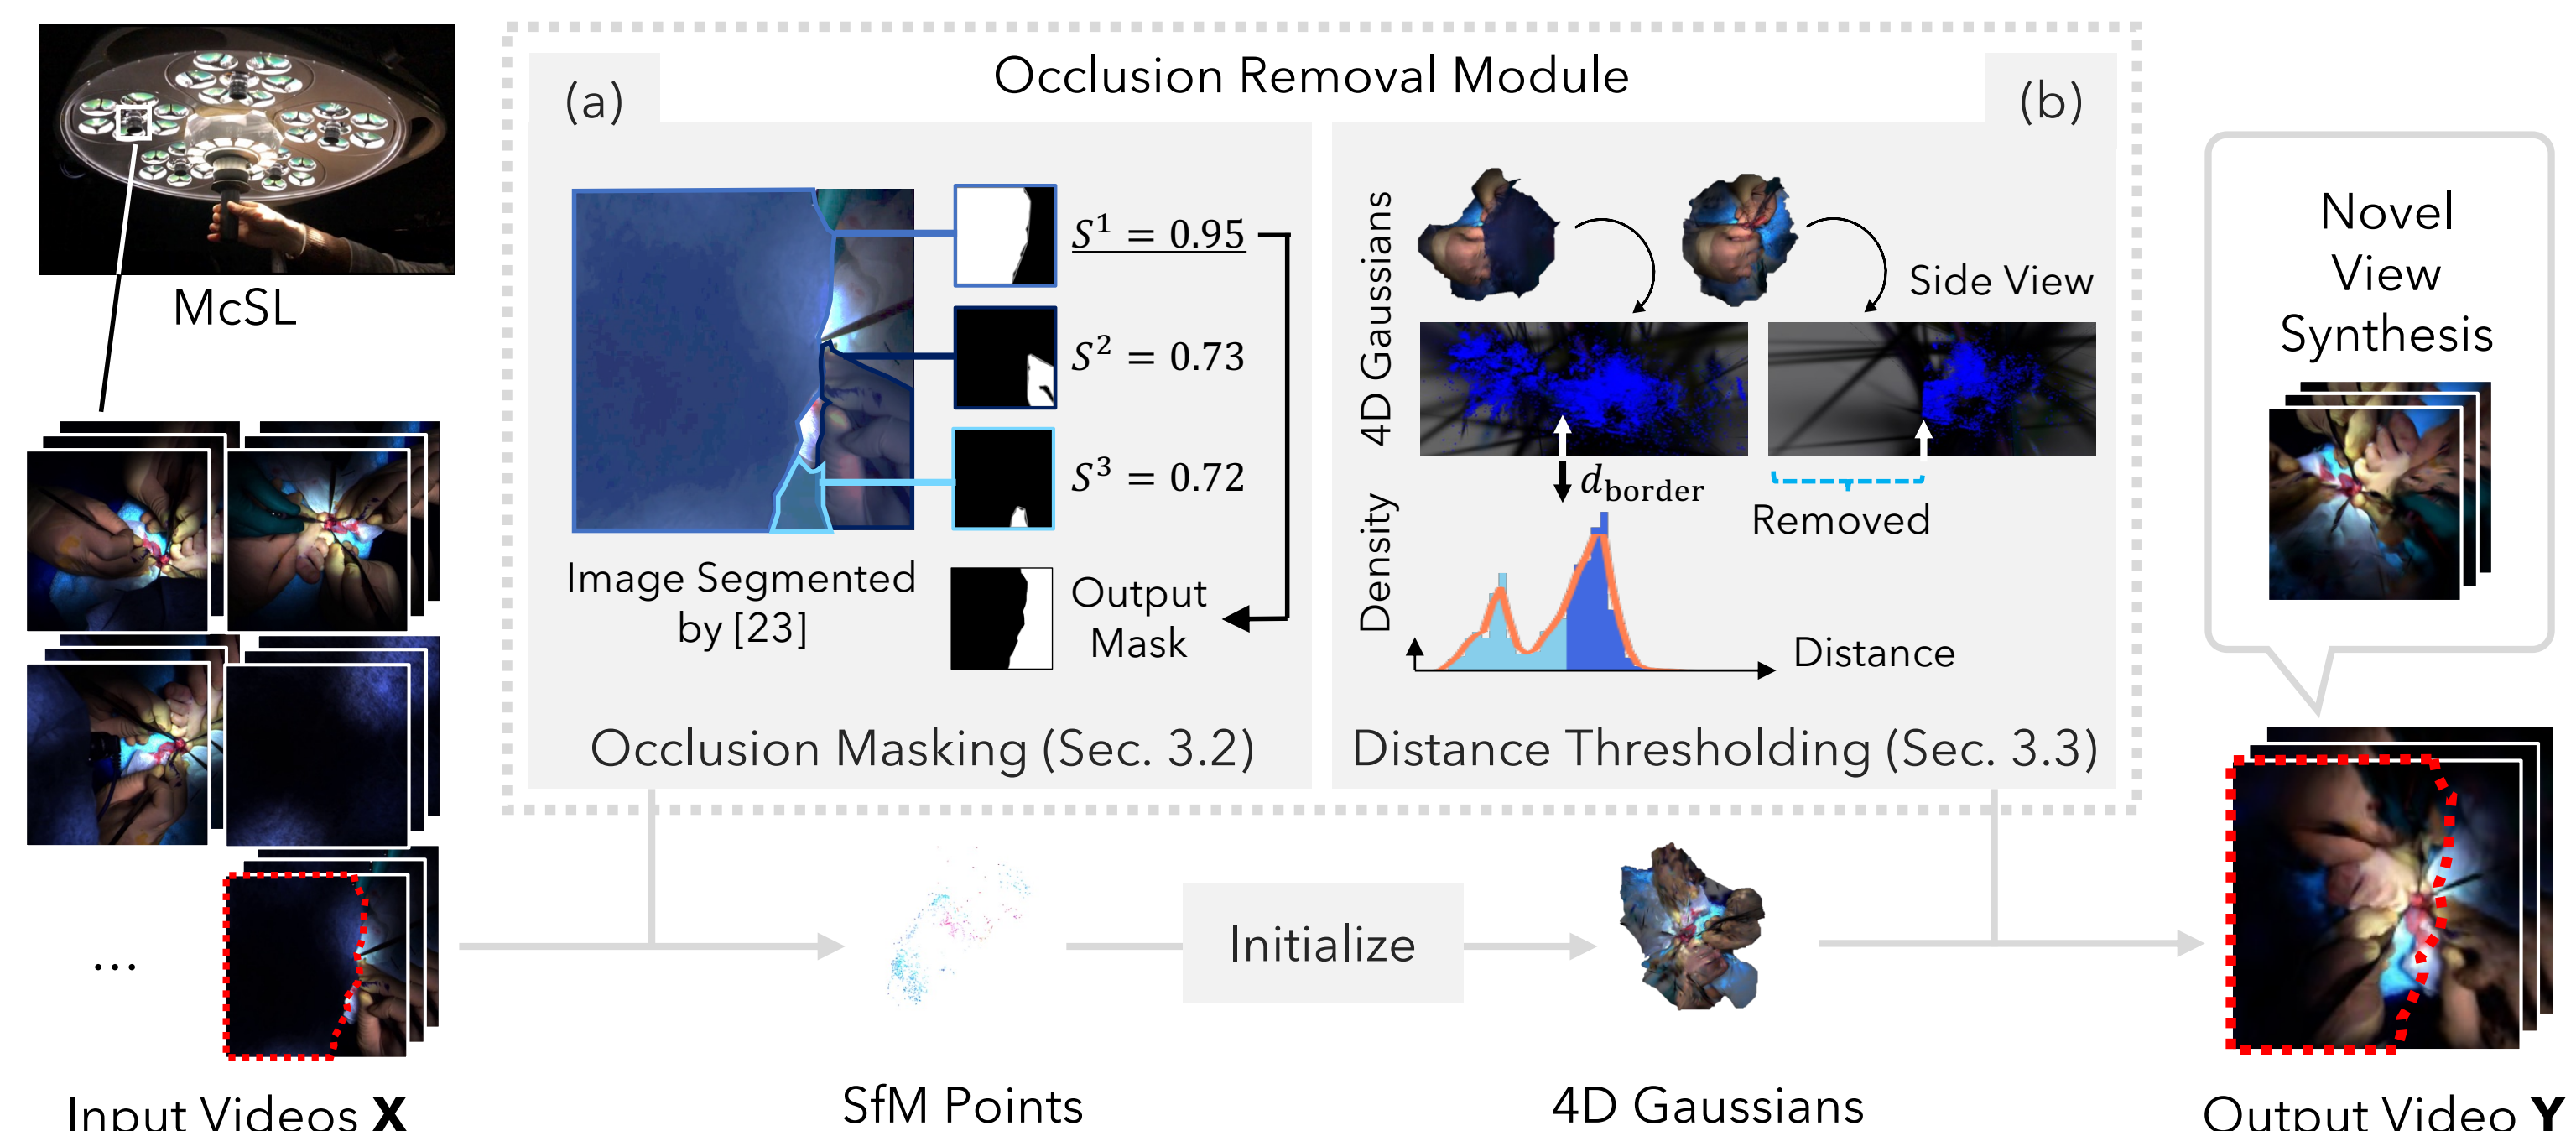 McSL
Input Videos X
...
Occlusion Removal Module
(a)
S¹ = 0.95
S² = 0.73
S³ = 0.72
Image Segmented
by [23]
Output
Mask
Occlusion Masking (Sec. 3.2)
(b)
4D Gaussians
Side View
d_border
Removed
Density
Distance
Distance Thresholding (Sec. 3.3)
SfM Points
Initialize
4D Gaussians
Novel
View
Synthesis
Output Video Y